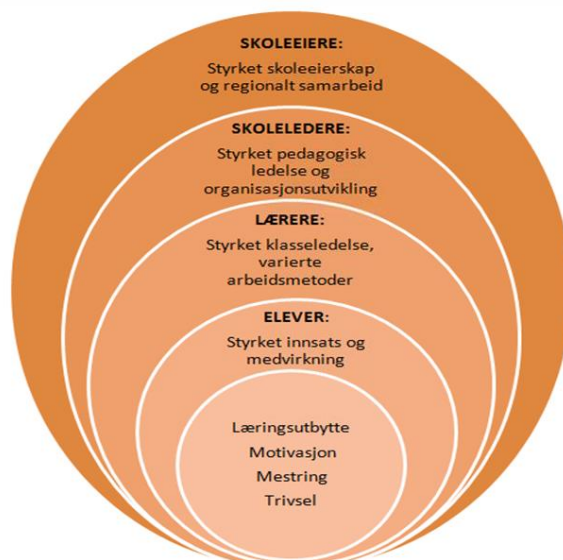 SKOLEEIERE:
Styrket skoleeierskap
og regionalt samarbeid
SKOLELEDERE:
Styrket pedagogisk
ledelse og
organisasjonsutvikling
LÆRERE:
Styrket klasseledelse,
varierte
arbeidsmetoder
ELEVER:
Styrket innsats og
medvirkning
Læringsutbytte
Motivasjon
Mestring
Trivsel